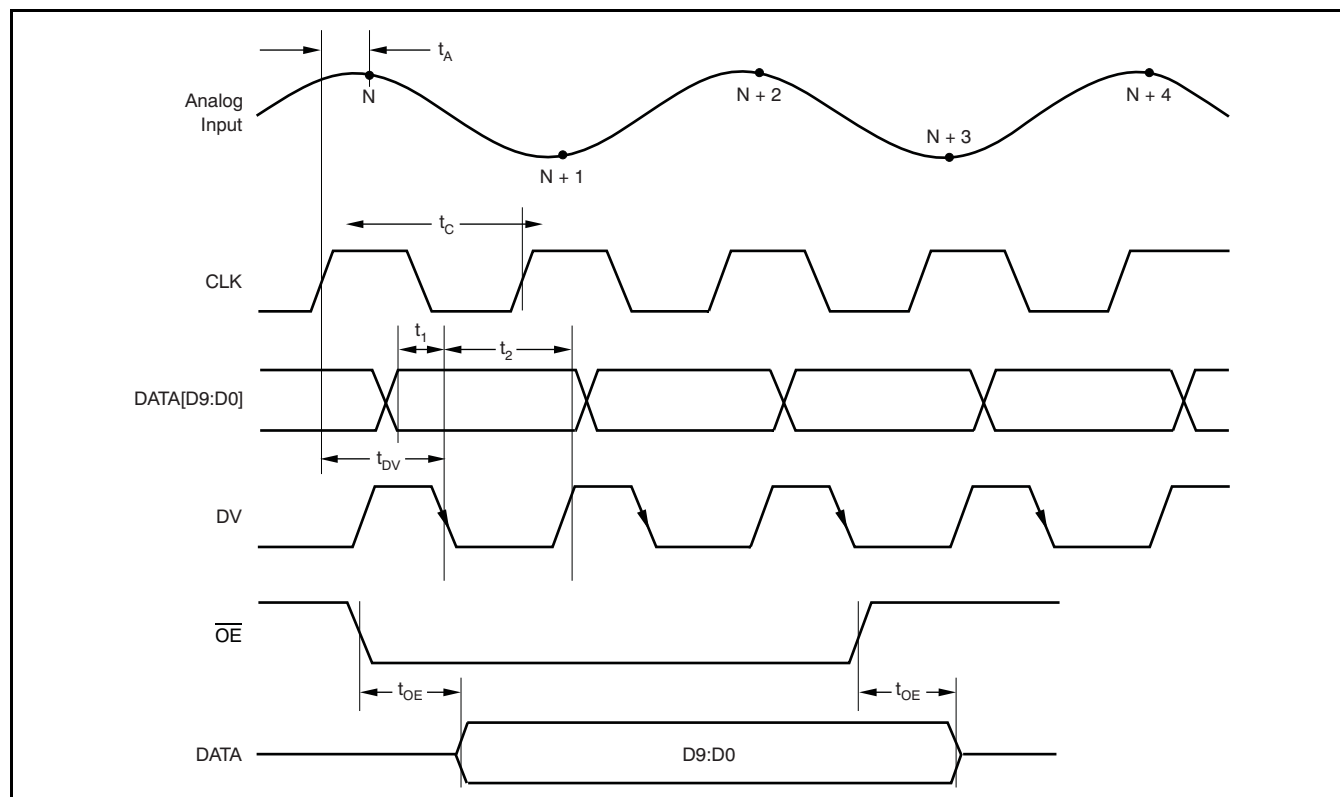 t_A
N
N + 1
N + 2
N + 3
N + 4
Analog
Input
t_C
CLK
t_1
t_2
DATA[D9:D0]
t_DV
DV
O̅E̅
t_OE
t_OE
DATA
D9:D0